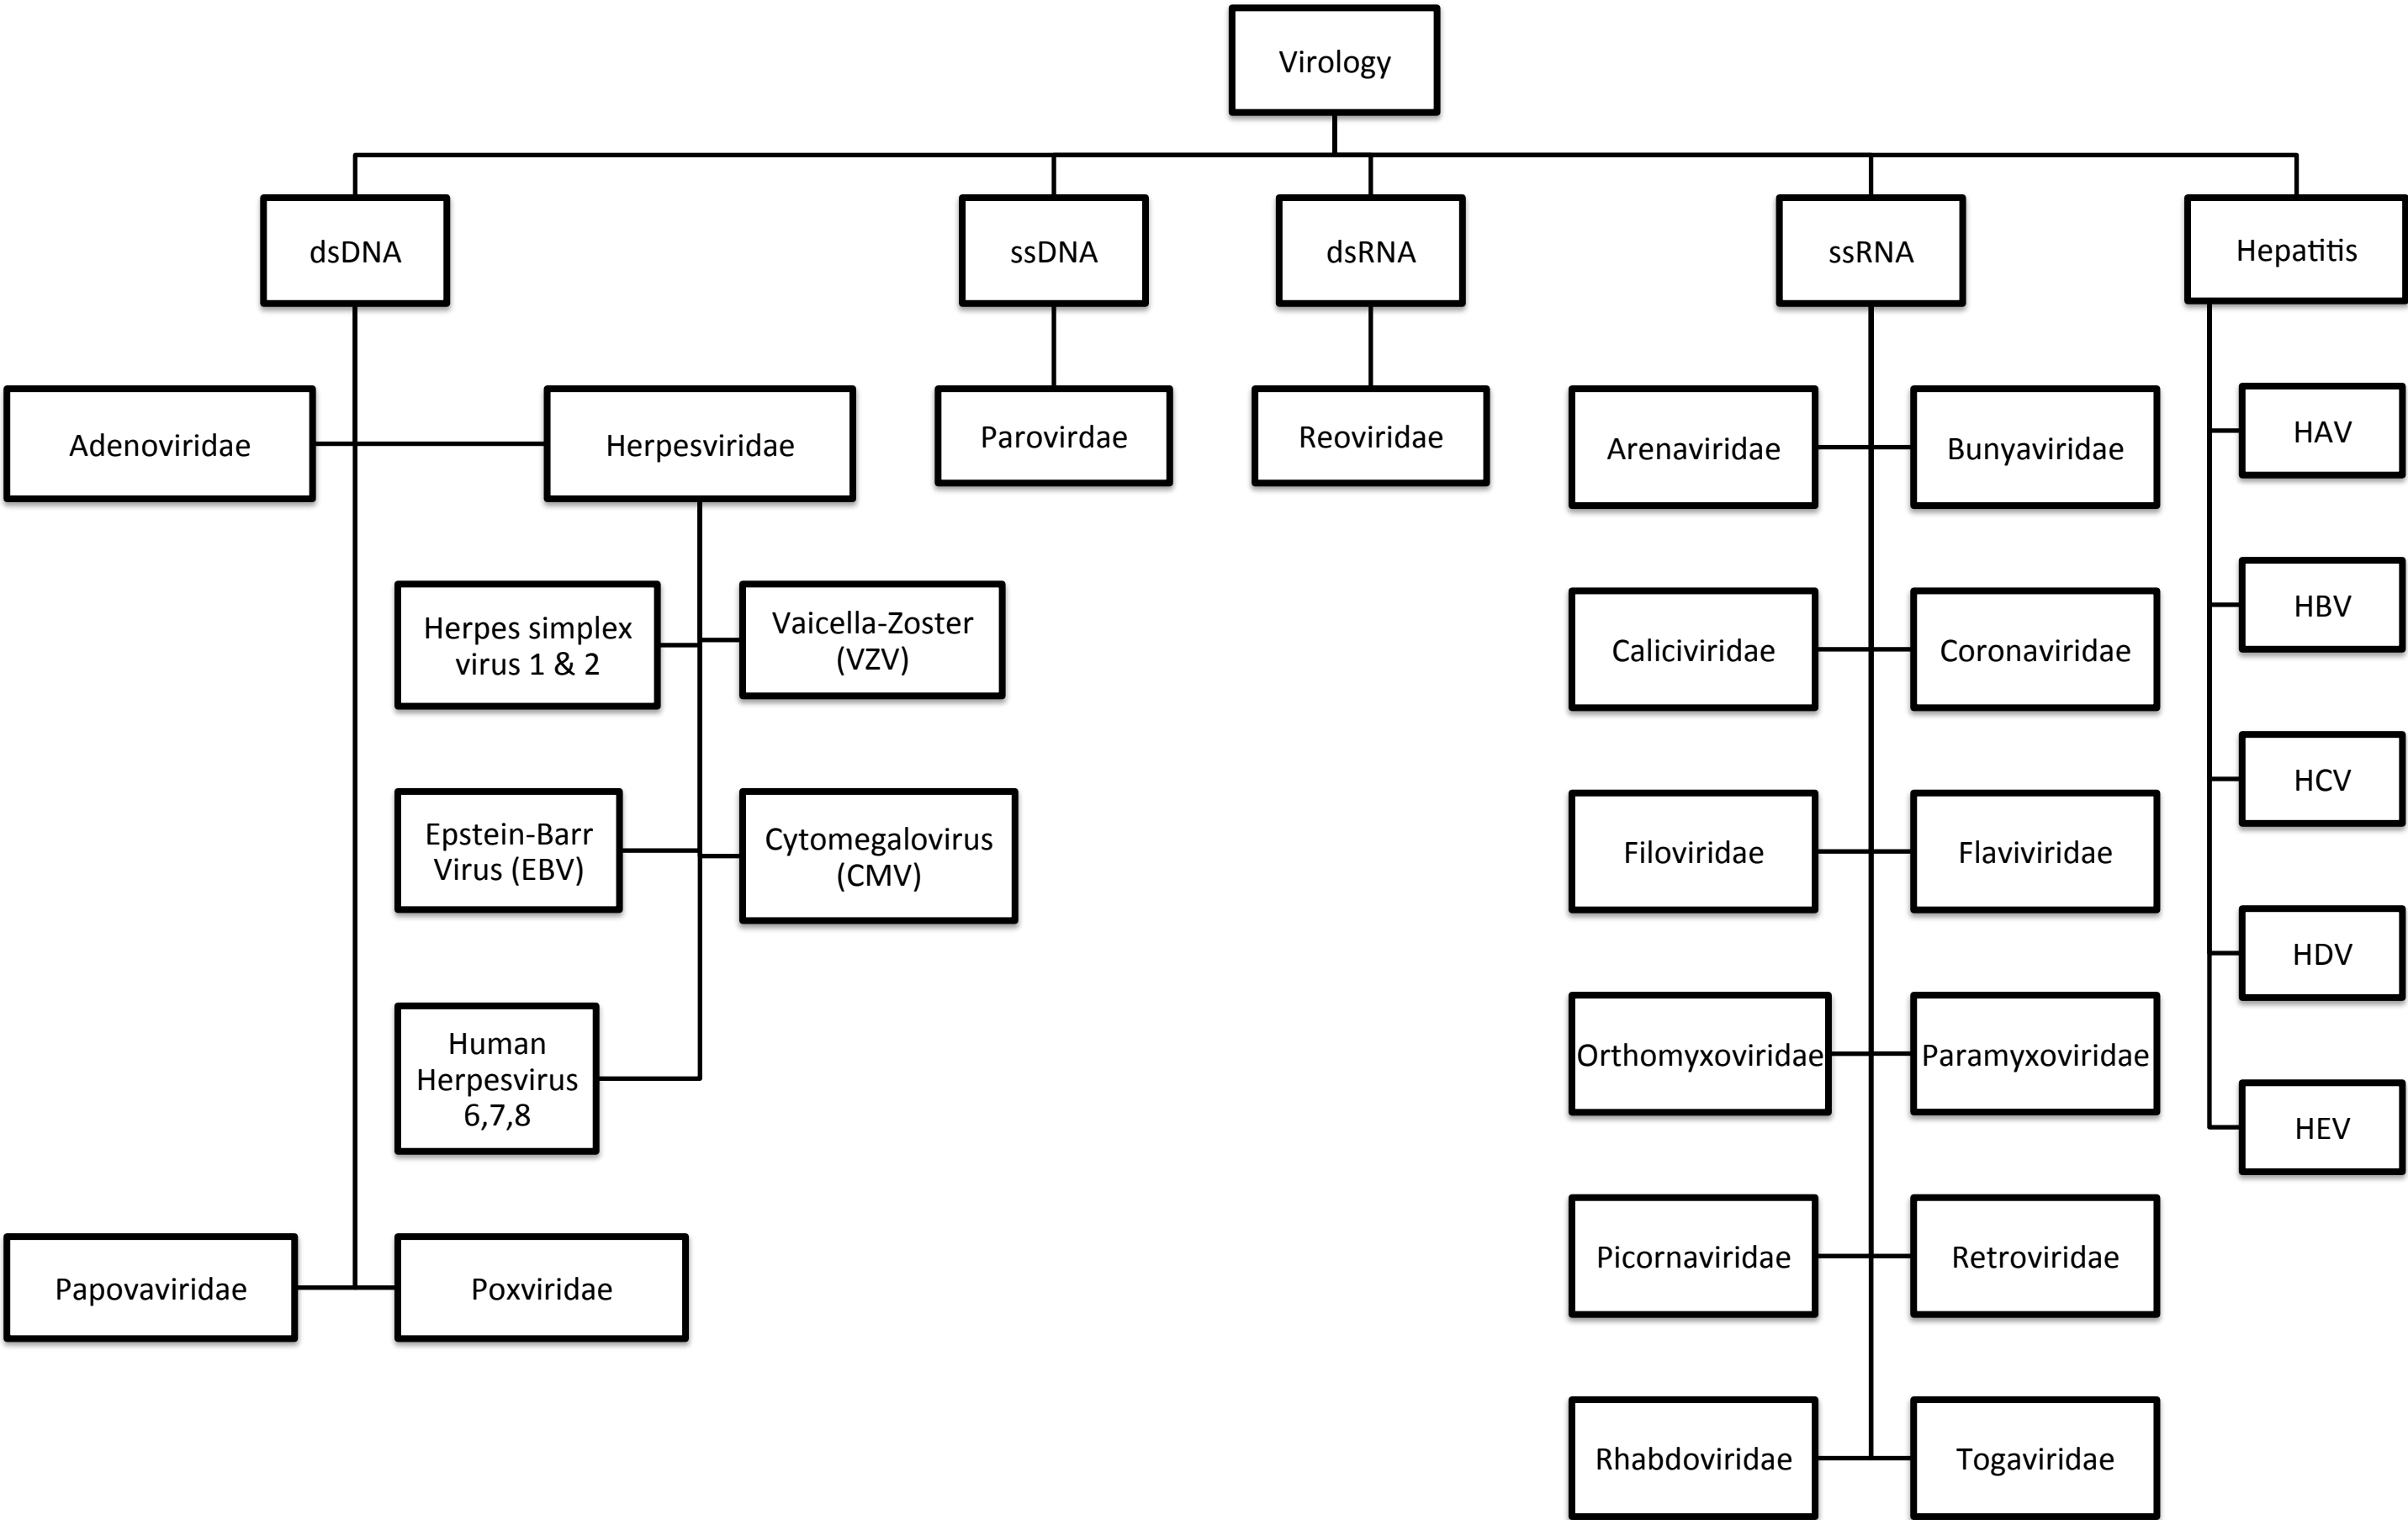 Virology
dsDNA
ssDNA
dsRNA
ssRNA
Hepatitis
Adenoviridae
Herpesviridae
Parovirdae
Reoviridae
Arenaviridae
Bunyaviridae
HAV
Herpes simplex
virus 1 & 2
Vaicella-Zoster
(VZV)
Caliciviridae
Coronaviridae
HBV
Epstein-Barr
Virus (EBV)
Cytomegalovirus
(CMV)
Filoviridae
Flaviviridae
HCV
Human
Herpesvirus
6,7,8
Orthomyxoviridae
Paramyxoviridae
HDV
HEV
Papovaviridae
Poxviridae
Picornaviridae
Retroviridae
Rhabdoviridae
Togaviridae